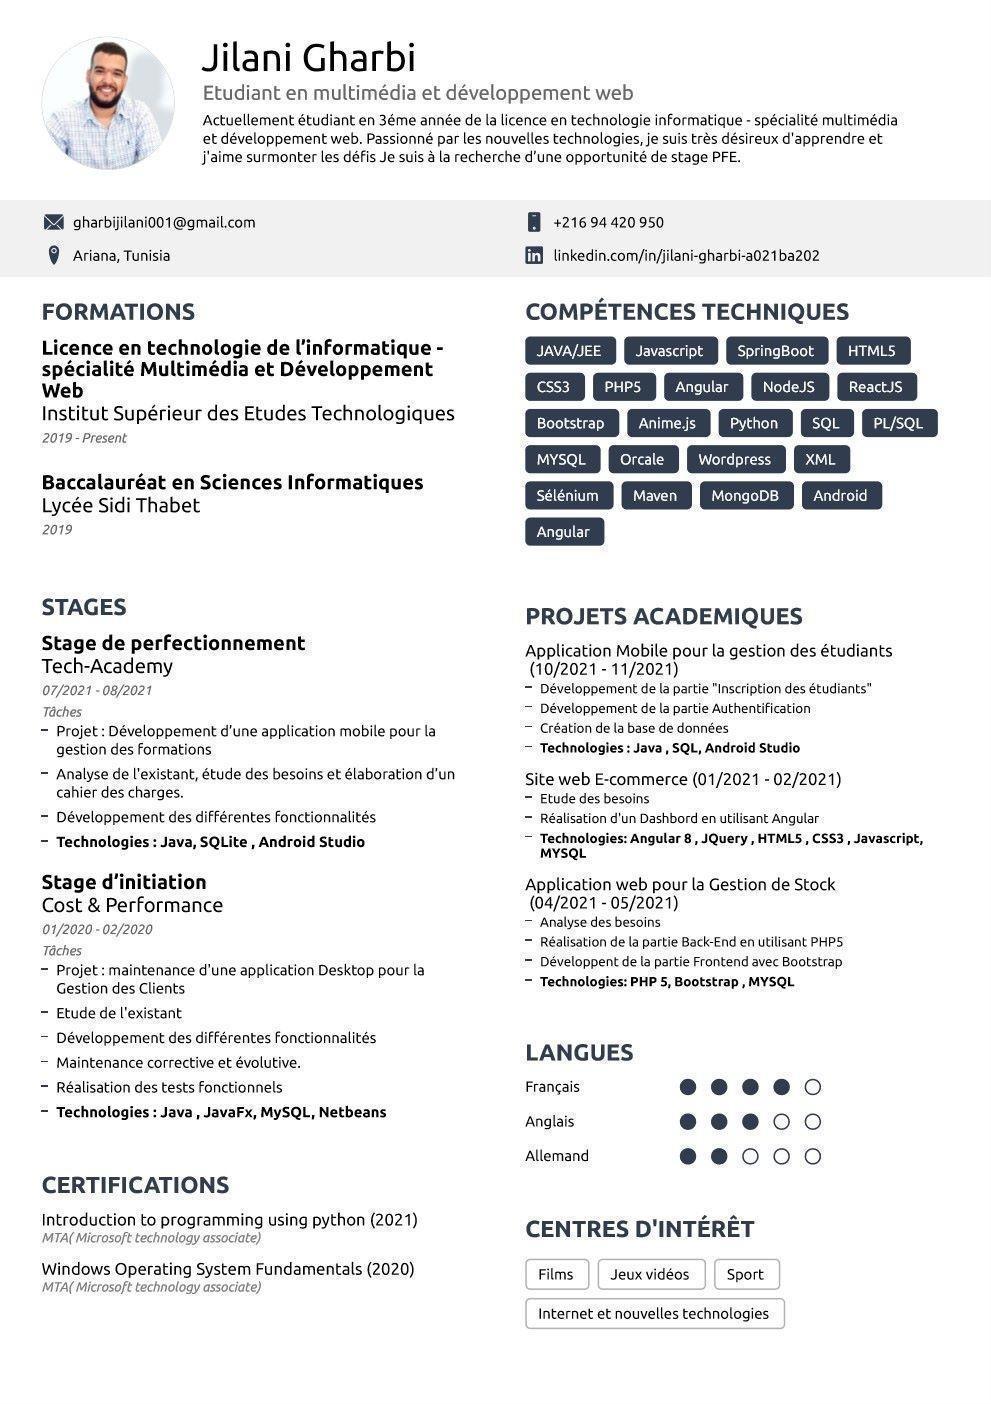 Jilani Gharbi
Etudiant en multimédia et développement web
Actuellement étudiant en 3éme année de la licence en technologie informatique - spécialité multimédia
et développement web. Passionné par les nouvelles technologies, je suis très désireux d'apprendre et
j'aime surmonter les défis Je suis à la recherche d’une opportunité de stage PFE.
gharbijilani001@gmail.com
+216 94 420 950
Ariana, Tunisia
linkedin.com/in/jilani-gharbi-a021ba202
FORMATIONS
Licence en technologie de l’informatique -
spécialité Multimédia et Développement
Web
Institut Supérieur des Etudes Technologiques
2019 - Present
Baccalauréat en Sciences Informatiques
Lycée Sidi Thabet
2019
STAGES
Stage de perfectionnement
Tech-Academy
07/2021 - 08/2021
Tâches
– Projet : Développement d’une application mobile pour la
gestion des formations
– Analyse de l'existant, étude des besoins et élaboration d’un
cahier des charges.
– Développement des différentes fonctionnalités
– Technologies : Java, SQLite , Android Studio
Stage d’initiation
Cost & Performance
01/2020 - 02/2020
Tâches
– Projet : maintenance d'une application Desktop pour la
Gestion des Clients
– Etude de l'existant
– Développement des différentes fonctionnalités
– Maintenance corrective et évolutive.
– Réalisation des tests fonctionnels
– Technologies : Java , JavaFx, MySQL, Netbeans
CERTIFICATIONS
Introduction to programming using python (2021)
MTA( Microsoft technology associate)
Windows Operating System Fundamentals (2020)
MTA( Microsoft technology associate)
COMPÉTENCES TECHNIQUES
JAVA/JEE Javascript SpringBoot HTML5
CSS3 PHP5 Angular NodeJS ReactJS
Bootstrap Anime.js Python SQL PL/SQL
MYSQL Orcale Wordpress XML
Sélénium Maven MongoDB Android
Angular
PROJETS ACADEMIQUES
Application Mobile pour la gestion des étudiants
(10/2021 - 11/2021)
– Développement de la partie "Inscription des étudiants"
– Développement de la partie Authentification
– Création de la base de données
– Technologies : Java , SQL, Android Studio
Site web E-commerce (01/2021 - 02/2021)
– Etude des besoins
– Réalisation d'un Dashbord en utilisant Angular
– Technologies: Angular 8 , JQuery , HTML5 , CSS3 , Javascript,
MYSQL
Application web pour la Gestion de Stock
(04/2021 - 05/2021)
– Analyse des besoins
– Réalisation de la partie Back-End en utilisant PHP5
– Développent de la partie Frontend avec Bootstrap
– Technologies: PHP 5, Bootstrap , MYSQL
LANGUES
Français
Anglais
Allemand
CENTRES D'INTÉRÊT
Films Jeux vidéos Sport
Internet et nouvelles technologies